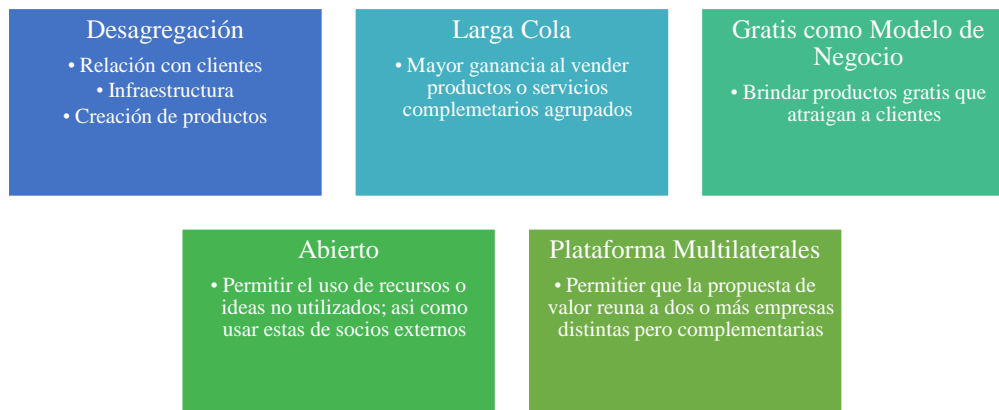 Desagregación
• Relación con clientes
• Infraestructura
• Creación de productos
Larga Cola
• Mayor ganancia al vender
productos o servicios
complemetarios agrupados
Gratis como Modelo de
Negocio
• Brindar productos gratis que
atraigan a clientes
Abierto
• Permitir el uso de recursos o
ideas no utilizados; asi como
usar estas de socios externos
Plataforma Multilaterales
• Permitier que la propuesta de
valor reuna a dos o más empresas
distintas pero complementarias